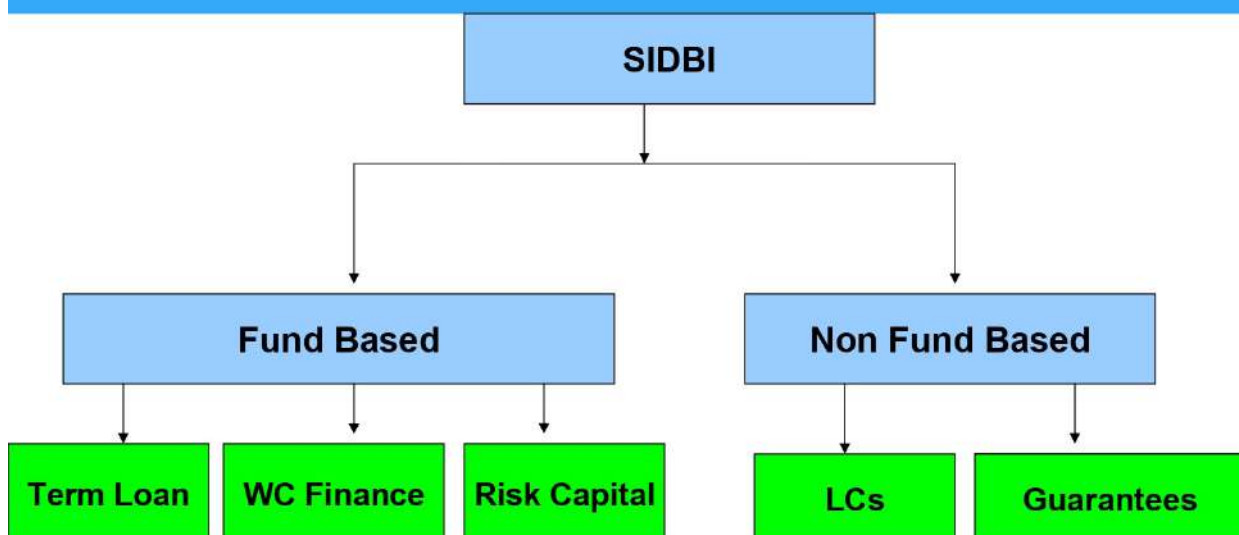 SIDBI
Fund Based
Non Fund Based
Term Loan
WC Finance
Risk Capital
LCs
Guarantees